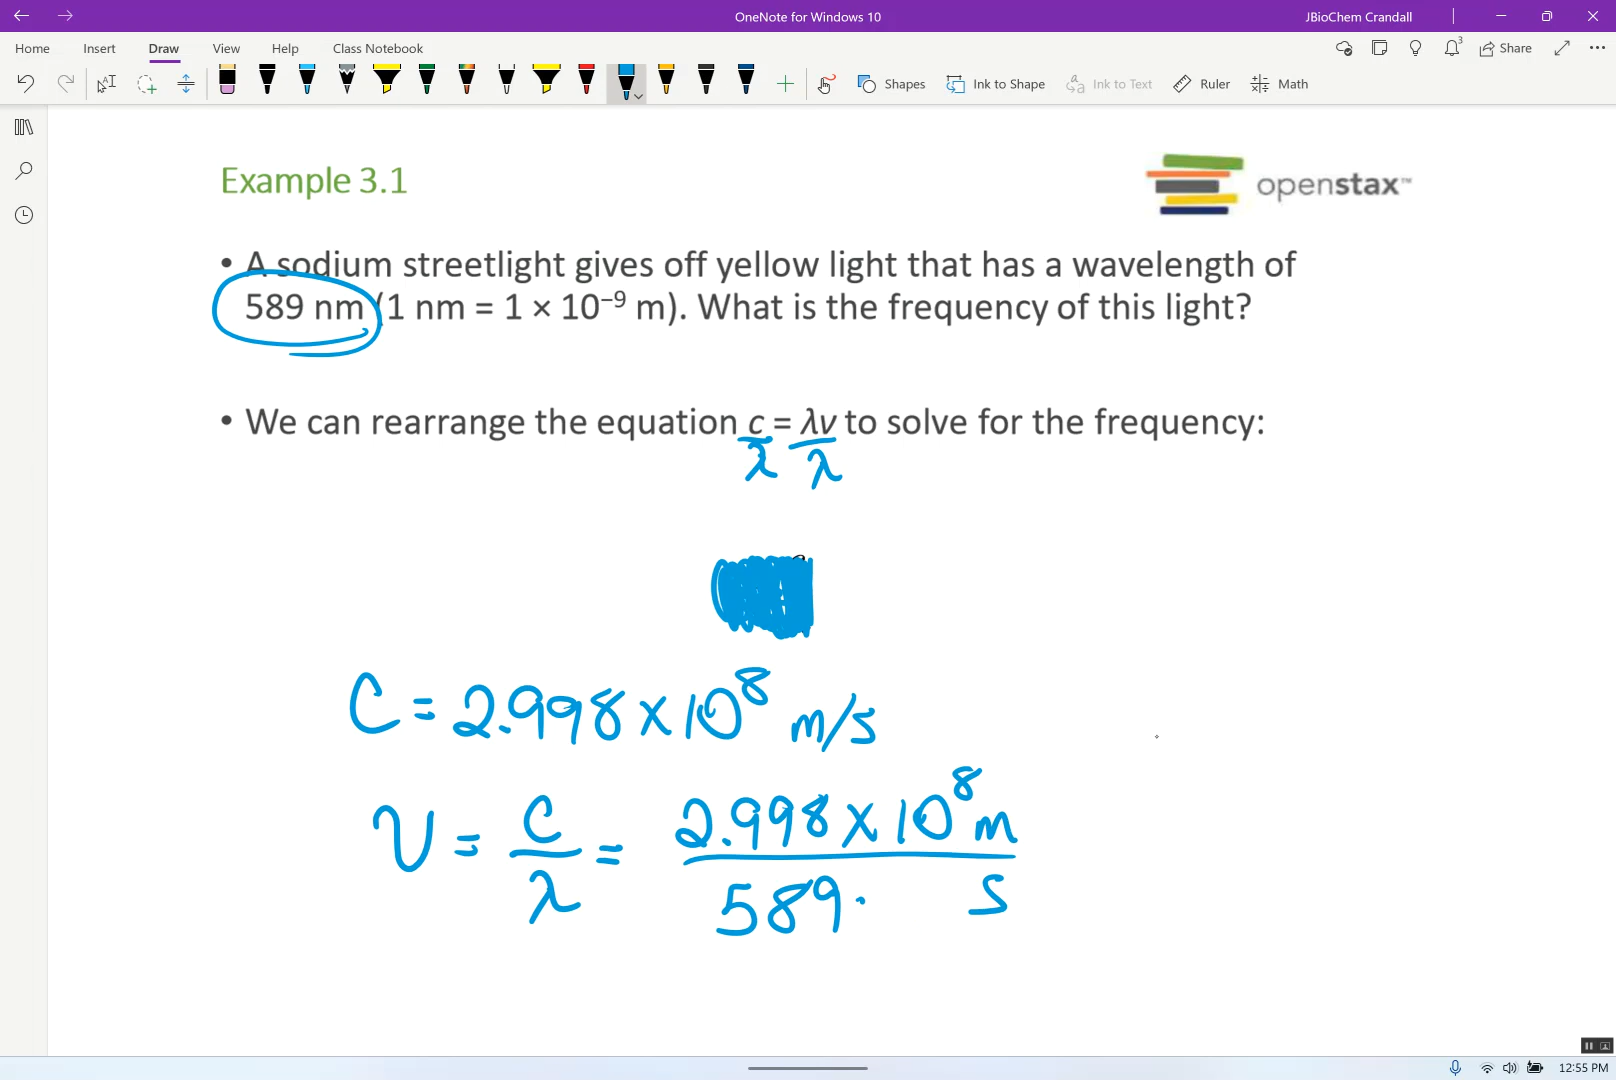 OneNote for Windows 10
JBioChem Crandall
Home Insert Draw View Help Class Notebook
3
Share
Shapes Ink to Shape Ink to Text Ruler Math
Example 3.1
openstax™
• A sodium streetlight gives off yellow light that has a wavelength of
589 nm (1 nm = 1 × 10⁻⁹ m). What is the frequency of this light?
• We can rearrange the equation c = λν to solve for the frequency:
λ λ
C = 2.998 × 10⁸ m/s
ν = C/λ = 2.998 × 10⁸ m
589. s
12:55 PM